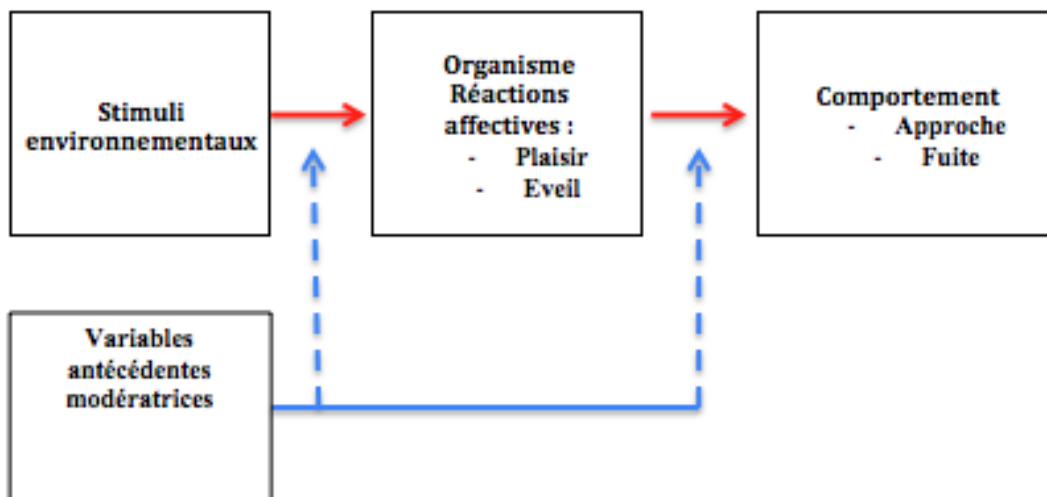 Stimuli
environnementaux
Organisme
Réactions
affectives :
- Plaisir
- Eveil
Comportement
- Approche
- Fuite
Variables
antécédentes
modératrices